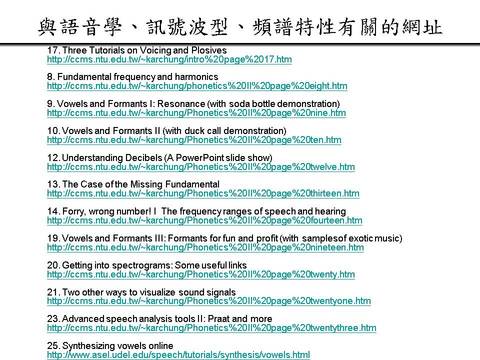 與語音學、訊號波型、頻譜特性有關的網址
17. Three Tutorials on Voicing and Plosives
http://ccms.ntu.edu.tw/~karchung/intro%20page%2017.htm
8. Fundamental frequency and harmonics
http://ccms.ntu.edu.tw/~karchung/phonetics%20II%20page%20eight.htm
9. Vowels and Formants I: Resonance (with soda bottle demonstration)
http://ccms.ntu.edu.tw/~karchung/Phonetics%20II%20page%20nine.htm
10. Vowels and Formants II (with duck call demonstration)
http://ccms.ntu.edu.tw/~karchung/Phonetics%20II%20page%20ten.htm
12. Understanding Decibels (A PowerPoint slide show)
http://ccms.ntu.edu.tw/~karchung/Phonetics%20II%20page%20twelve.htm
13. The Case of the Missing Fundamental
http://ccms.ntu.edu.tw/~karchung/Phonetics%20II%20page%20thirteen.htm
14. Forry, wrong number! I  The frequency ranges of speech and hearing
http://ccms.ntu.edu.tw/~karchung/Phonetics%20II%20page%20fourteen.htm
19. Vowels and Formants III: Formants for fun and profit (with samples of exotic music)
http://ccms.ntu.edu.tw/~karchung/Phonetics%20II%20page%20nineteen.htm
20. Getting into spectrograms: Some useful links
http://ccms.ntu.edu.tw/~karchung/Phonetics%20II%20page%20twenty.htm
21. Two other ways to visualize sound signals
http://ccms.ntu.edu.tw/~karchung/Phonetics%20II%20page%20twentyone.htm
23. Advanced speech analysis tools II: Praat and more
http://ccms.ntu.edu.tw/~karchung/Phonetics%20II%20page%20twentythree.htm
25. Synthesizing vowels online
http://www.asel.udel.edu/speech/tutorials/synthesis/vowels.html